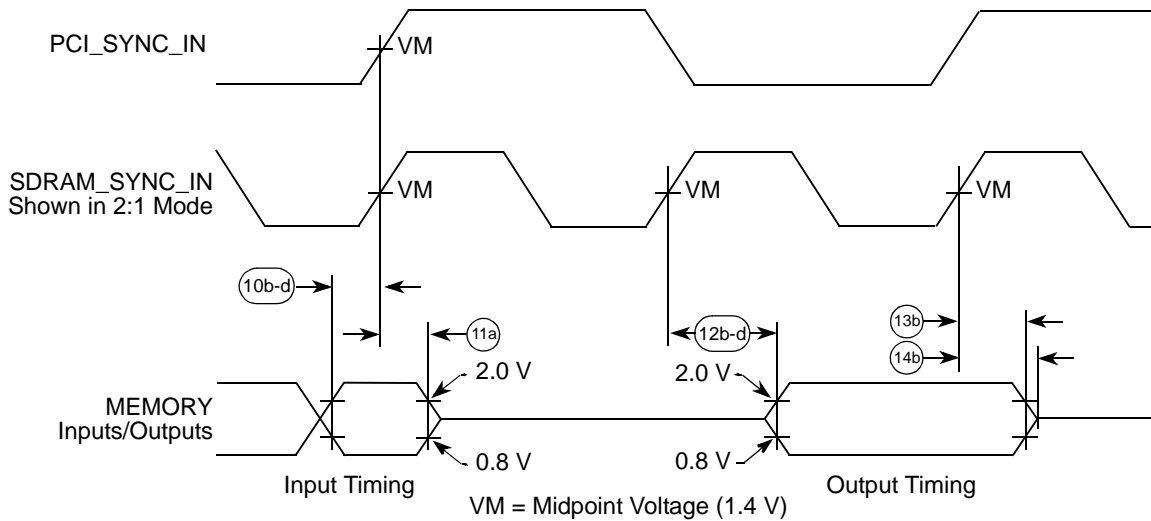 PCI_SYNC_IN
VM
SDRAM_SYNC_IN
Shown in 2:1 Mode
VM
VM
VM
10b-d
11a
12b-d
13b
14b
2.0 V
2.0 V
MEMORY
Inputs/Outputs
0.8 V
0.8 V
Input Timing
Output Timing
VM = Midpoint Voltage (1.4 V)